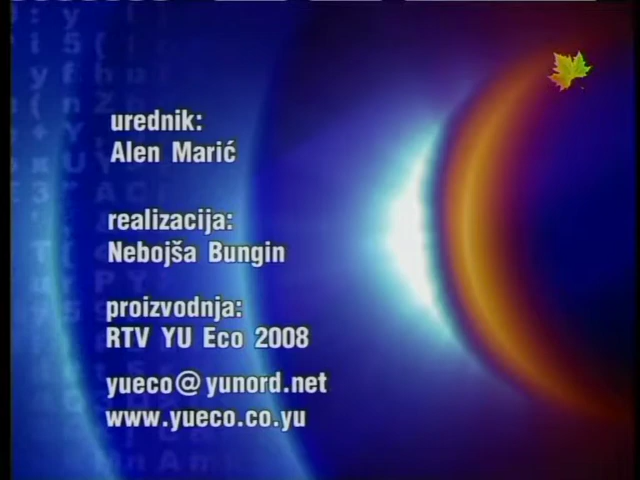 urednik:
Alen Marić
realizacija:
Nebojša Bungin
proizvodnja:
RTV YU Eco 2008
yueco@yunord.net
www.yueco.co.yu